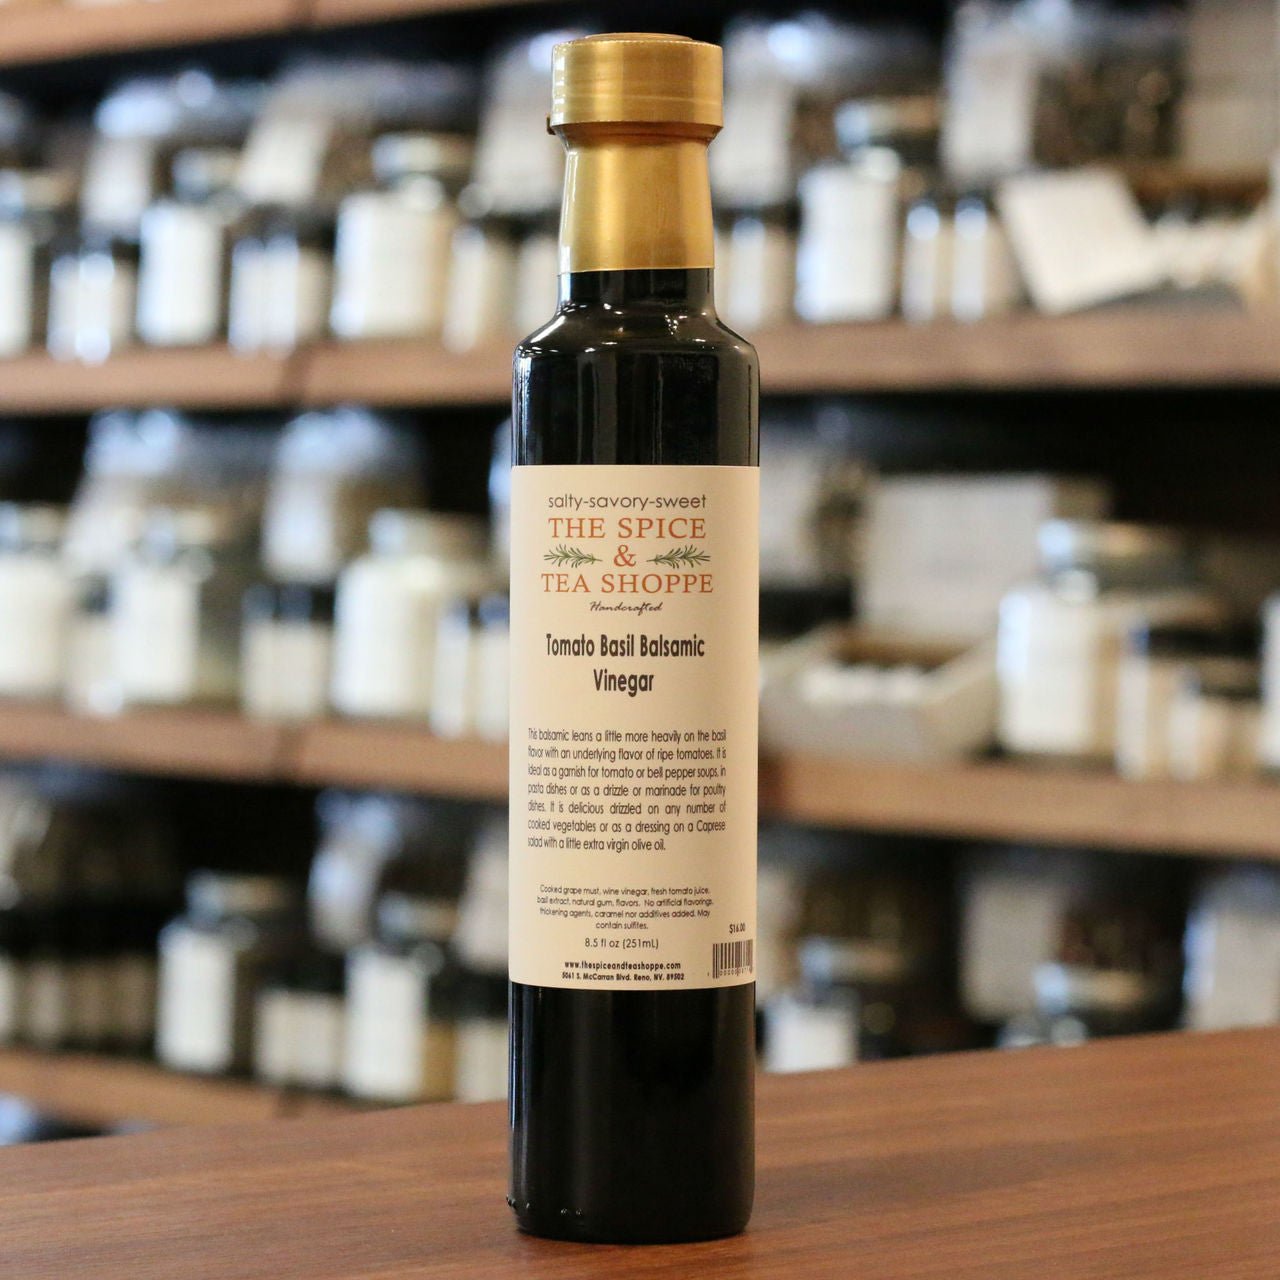 salty-savory-sweet
THE SPICE
&
TEA SHOPPE
Handcrafted
Tomato Basil Balsamic
Vinegar
This balsamic leans a little more heavily on the basil
flavor with an underlying flavor of ripe tomatoes. It is
ideal as a garnish for tomato or bell pepper soups, in
pasta dishes or as a drizzle or marinade for poultry
dishes. It is delicious drizzled on any number of
cooked vegetables or as a dressing on a Caprese
salad with a little extra virgin olive oil.
Cooked grape must, wine vinegar, fresh tomato juice,
basil extract, natural gum, flavors. No artificial flavorings,
thickening agents, caramel nor additives added. May
contain sulfites.
$16.00
8.5 fl oz (251mL)
www.thespiceandteashoppe.com
5061 S. McCarran Blvd. Reno, NV. 89502